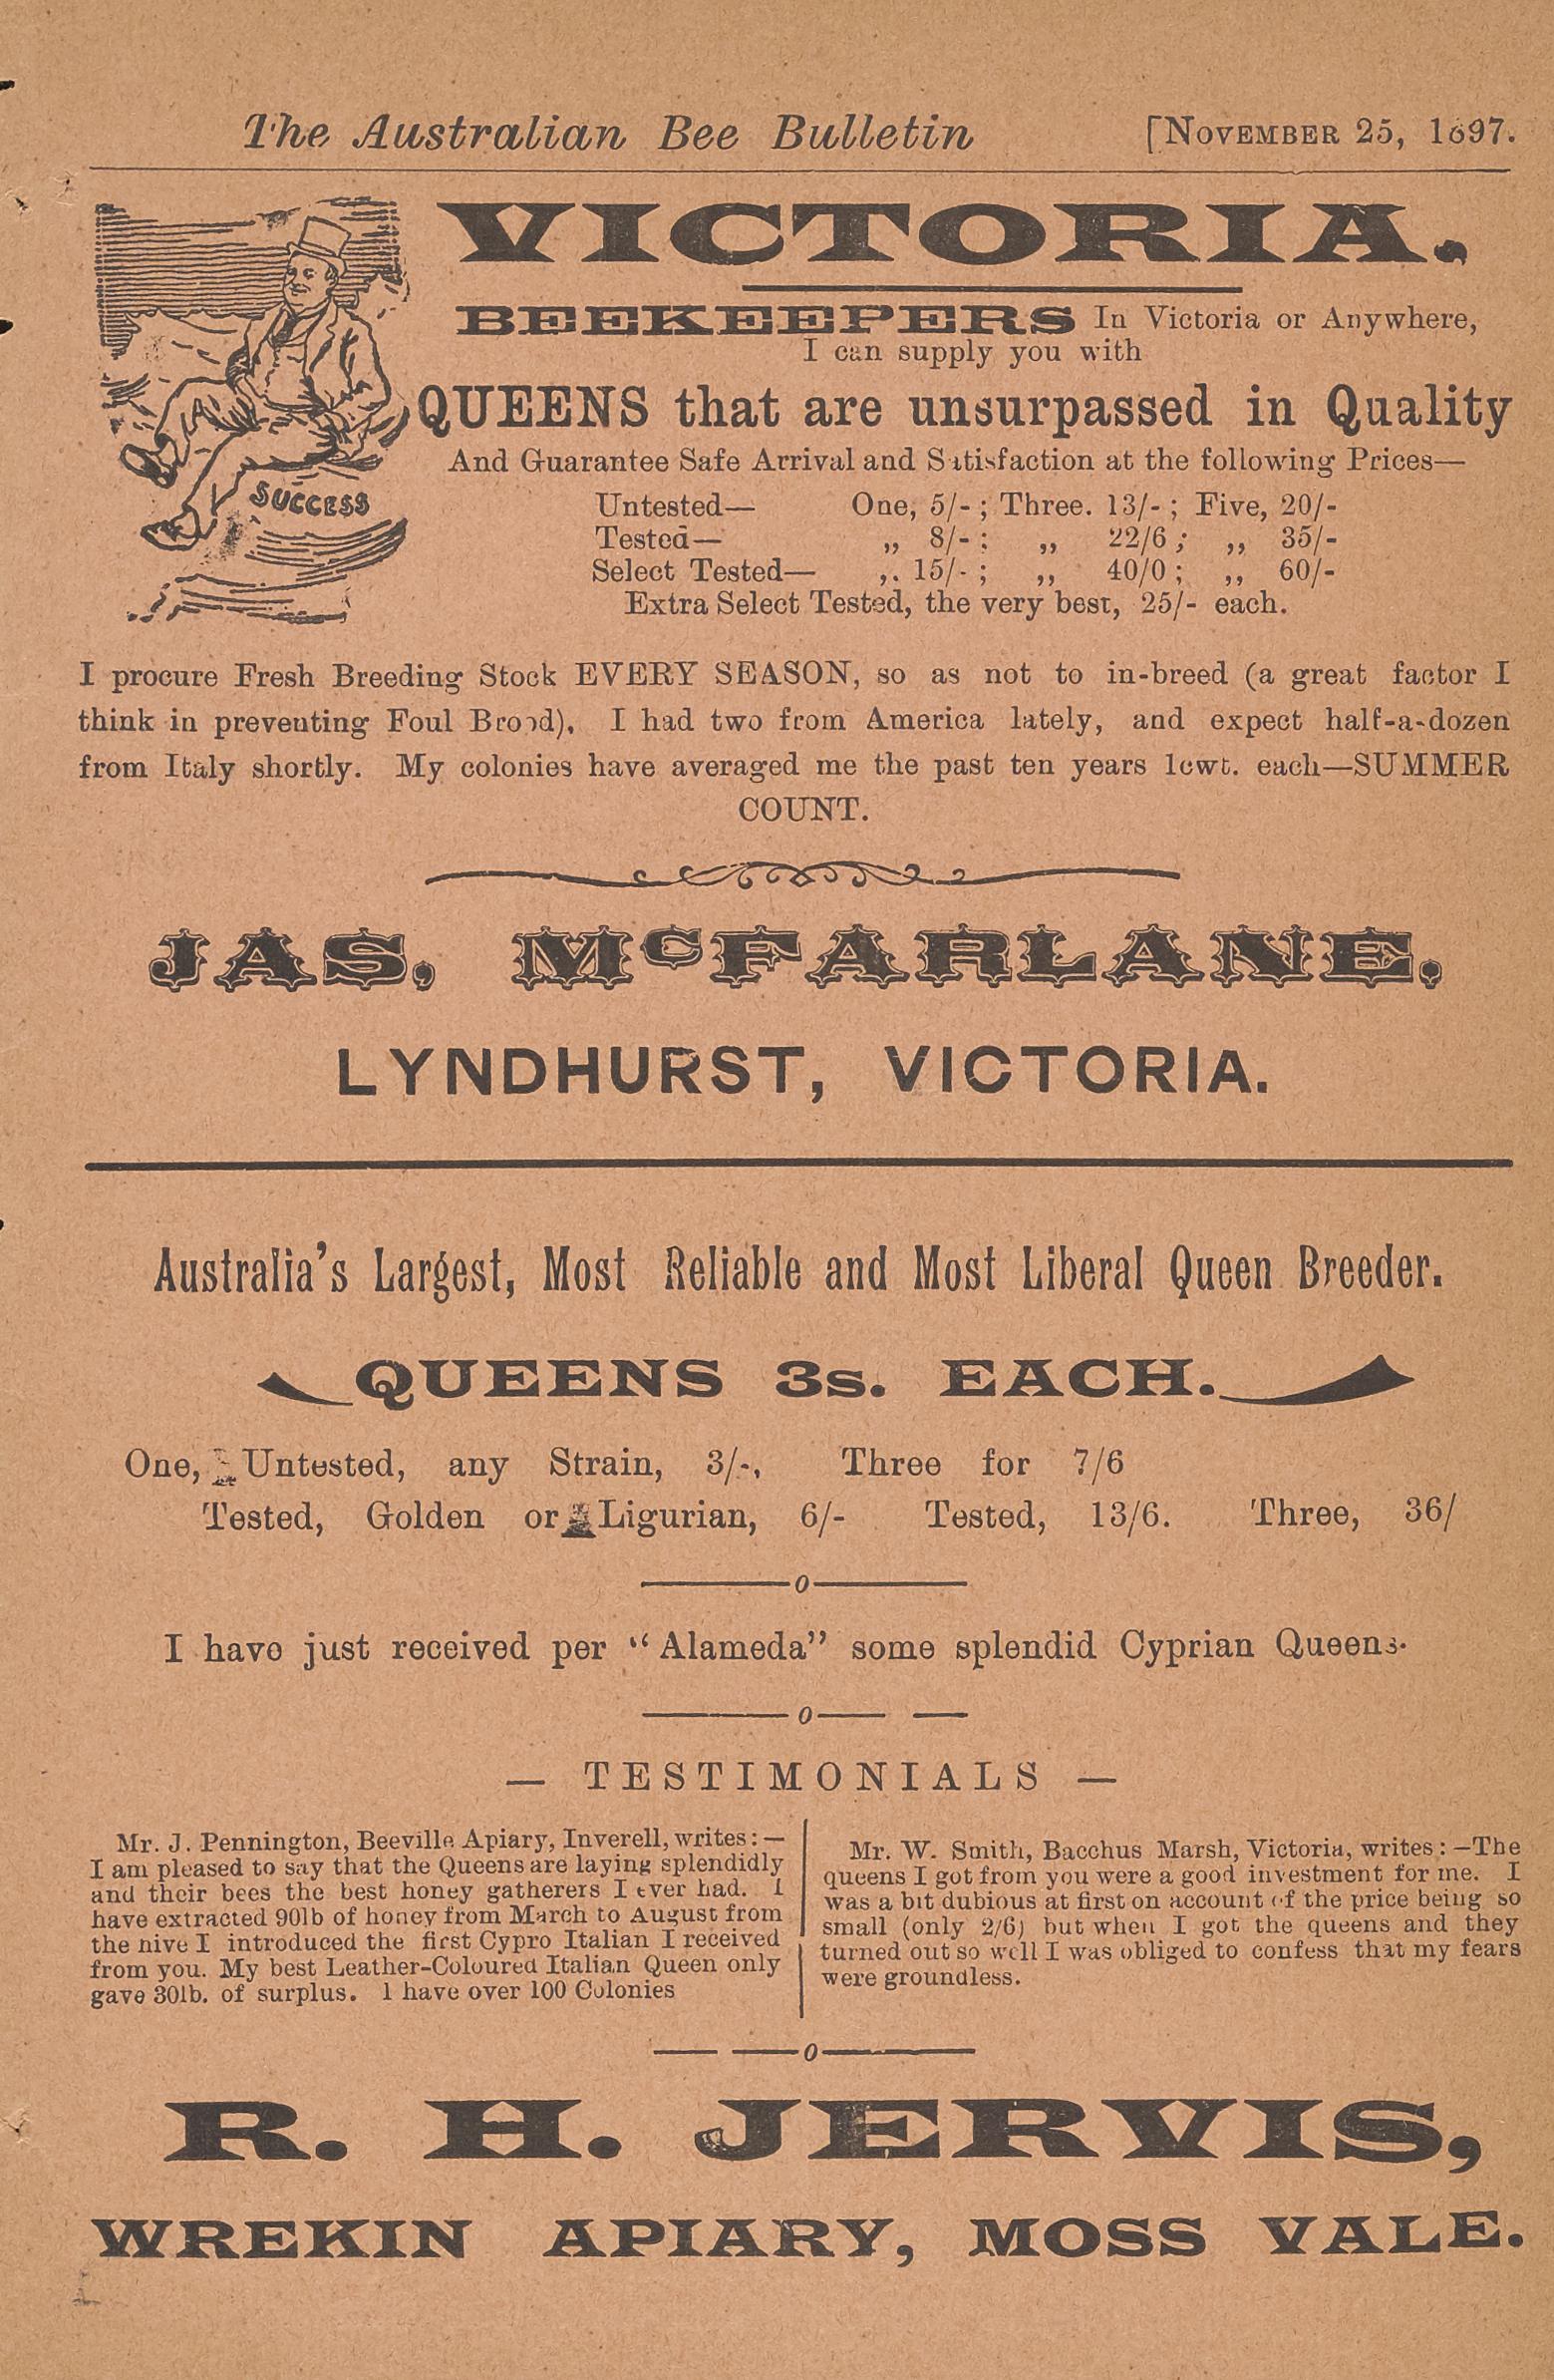 The Australian Bee Bulletin [NOVEMBER 25, 1897.
VICTORIA.
BEEKEEPERS In Victoria or Anywhere,
I can supply you with
QUEENS that are unsurpassed in Quality
And Guarantee Safe Arrival and Satisfaction at the following Prices—
SUCCESS
Untested— One, 5/- ; Three. 13/- ; Five, 20/-
Tested— „ 8/- ; „ 22/6 ; „ 35/-
Select Tested— „ 15/- ; „ 40/0 ; „ 60/-
Extra Select Tested, the very best, 25/- each.
I procure Fresh Breeding Stock EVERY SEASON, so as not to in-breed (a great factor I
think in preventing Foul Brood), I had two from America lately, and expect half-a-dozen
from Italy shortly. My colonies have averaged me the past ten years 1cwt. each—SUMMER
COUNT.
JAS. McFARLANE.
LYNDHURST, VICTORIA.
Australia's Largest, Most Reliable and Most Liberal Queen Breeder.
QUEENS 3s. EACH.
One, Untested, any Strain, 3/-, Three for 7/6
Tested, Golden or Ligurian, 6/- Tested, 13/6. Three, 36/
o
I have just received per "Alameda" some splendid Cyprian Queens.
o
— TESTIMONIALS —
Mr. J. Pennington, Beeville Apiary, Inverell, writes:—
I am pleased to say that the Queens are laying splendidly
and their bees the best honey gatherers I ever had. I
have extracted 90lb of honey from March to August from
the hive I introduced the first Cypro Italian I received
from you. My best Leather-Coloured Italian Queen only
gave 30lb. of surplus. I have over 100 Colonies
Mr. W. Smith, Bacchus Marsh, Victoria, writes:—The
queens I got from you were a good investment for me. I
was a bit dubious at first on account of the price being so
small (only 2/6) but when I got the queens and they
turned out so well I was obliged to confess that my fears
were groundless.
o
R. H. JERVIS,
WREKIN APIARY, MOSS VALE.